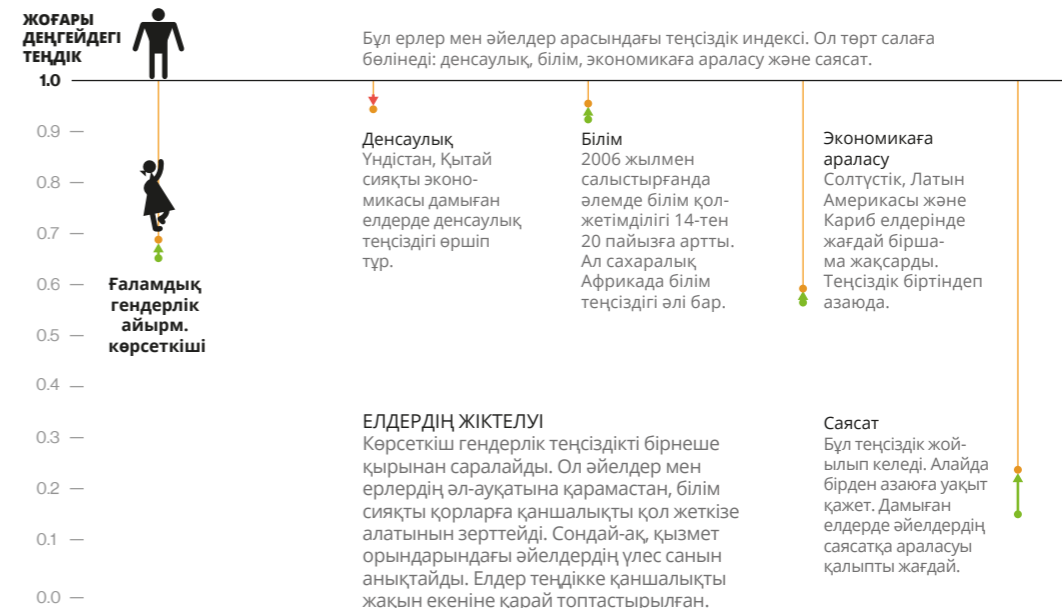 ЖОҒАРЫ
ДЕҢГЕЙДЕГІ
ТЕҢДІК
Бұл ерлер мен әйелдер арасындағы теңсіздік индексі. Ол төрт салаға
бөлінеді: денсаулық, білім, экономикаға араласу және саясат.
1.0
0.9
0.8
0.7
0.6
0.5
0.4
0.3
0.2
0.1
0.0
Ғаламдық
гендерлік
айырм.
көрсеткіші
Денсаулық
Үндістан, Қытай
сияқты эконо-
микасы дамыған
елдерде денсаулық
теңсіздігі өршіп
тұр.
Білім
2006 жылмен
салыстырғанда
әлемде білім қол-
жетімділігі 14-тен
20 пайызға артты.
Ал сахаралық
Африкада білім
теңсіздігі әлі бар.
Экономикаға
араласу
Солтүстік, Латын
Америкасы және
Кариб елдерінде
жағдай бірша-
ма жақсарды.
Теңсіздік біртіндеп
азаюда.
ЕЛДЕРДІҢ ЖІКТЕЛУІ
Көрсеткіш гендерлік теңсіздікті бірнеше
қырынан саралайды. Ол әйелдер мен
ерлердің әл-ауқатына қарамастан, білім
сияқты қорларға қаншалықты қол жеткізе
алатынын зерттейді. Сондай-ақ, қызмет
орындарындағы әйелдердің үлес санын
анықтайды. Елдер теңдікке қаншалықты
жақын екеніне қарай топтастырылған.
Саясат
Бұл теңсіздік жой-
ылып келеді. Алайда
бірден азаюға уақыт
қажет. Дамыған
елдерде әйелдердің
саясатқа араласуы
қалыпты жағдай.